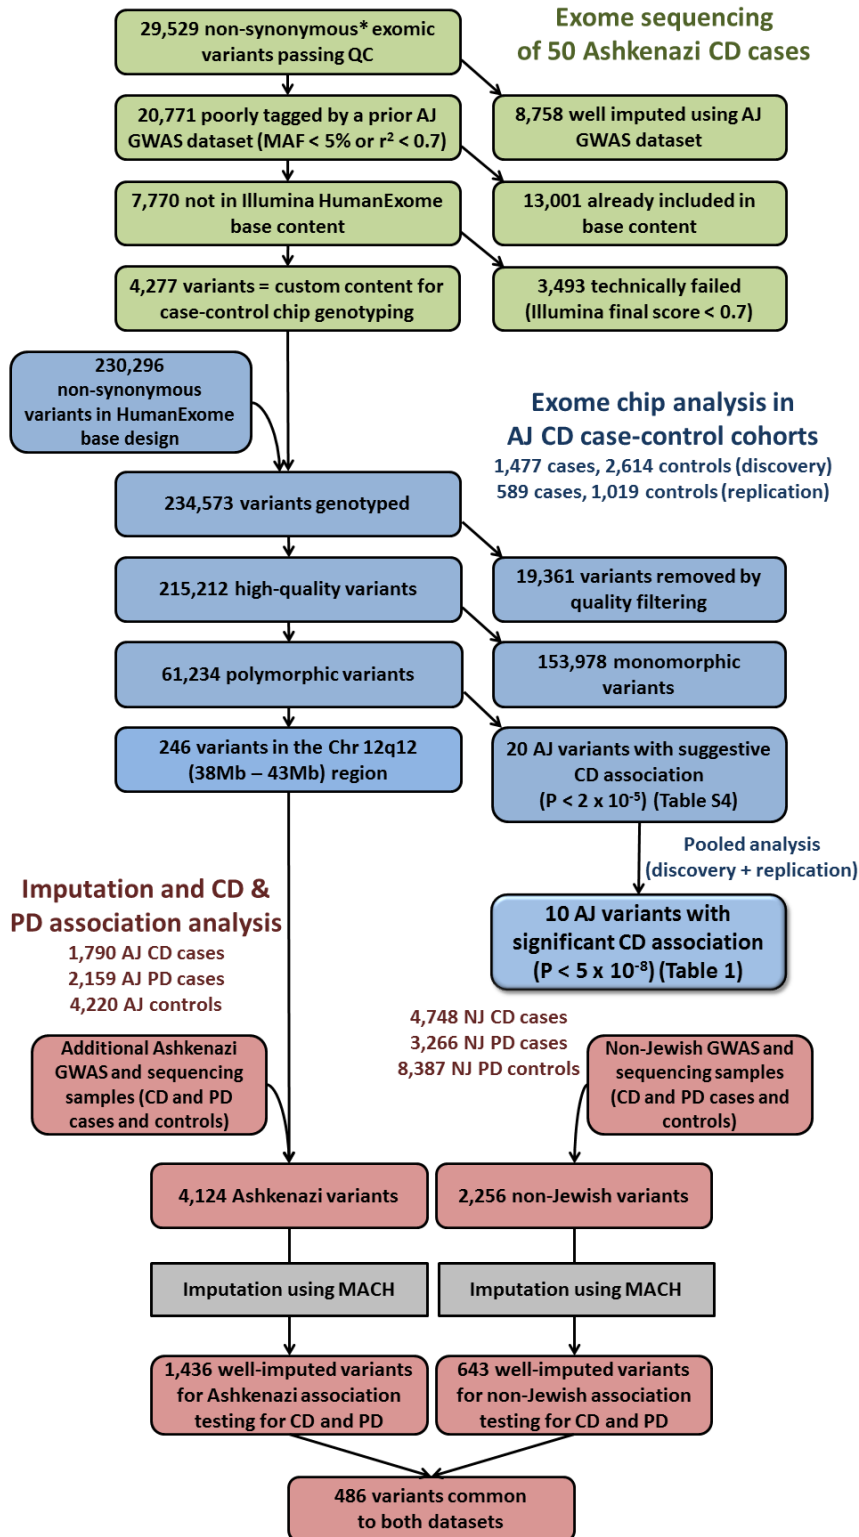 Exome sequencing
of 50 Ashkenazi CD cases
29,529 non-synonymous* exomic
variants passing QC
20,771 poorly tagged by a prior AJ
GWAS dataset (MAF < 5% or r² < 0.7)
8,758 well imputed using AJ
GWAS dataset
7,770 not in Illumina HumanExome
base content
13,001 already included in
base content
4,277 variants = custom content for
case-control chip genotyping
3,493 technically failed
(Illumina final score < 0.7)
230,296
non-synonymous
variants in HumanExome
base design
Exome chip analysis in
AJ CD case-control cohorts
1,477 cases, 2,614 controls (discovery)
589 cases, 1,019 controls (replication)
234,573 variants genotyped
215,212 high-quality variants
19,361 variants removed by
quality filtering
61,234 polymorphic variants
153,978 monomorphic
variants
246 variants in the Chr 12q12
(38Mb – 43Mb) region
20 AJ variants with suggestive
CD association
(P < 2 x 10⁻⁵) (Table S4)
Pooled analysis
(discovery + replication)
10 AJ variants with
significant CD association
(P < 5 x 10⁻⁸) (Table 1)
Imputation and CD &
PD association analysis
1,790 AJ CD cases
2,159 AJ PD cases
4,220 AJ controls
4,748 NJ CD cases
3,266 NJ PD cases
8,387 NJ PD controls
Additional Ashkenazi
GWAS and sequencing
samples (CD and PD
cases and controls)
Non-Jewish GWAS and
sequencing samples
(CD and PD cases and
controls)
4,124 Ashkenazi variants
2,256 non-Jewish variants
Imputation using MACH
Imputation using MACH
1,436 well-imputed variants
for Ashkenazi association
testing for CD and PD
643 well-imputed variants
for non-Jewish association
testing for CD and PD
486 variants common
to both datasets